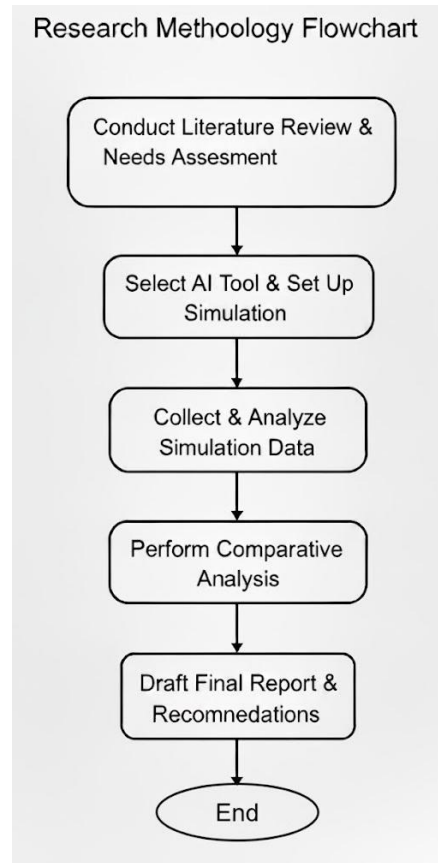 Research Methoology Flowchart
Conduct Literature Review &
Needs Assesment
Select AI Tool & Set Up
Simulation
Collect & Analyze
Simulation Data
Perform Comparative
Analysis
Draft Final Report &
Recomnedations
End